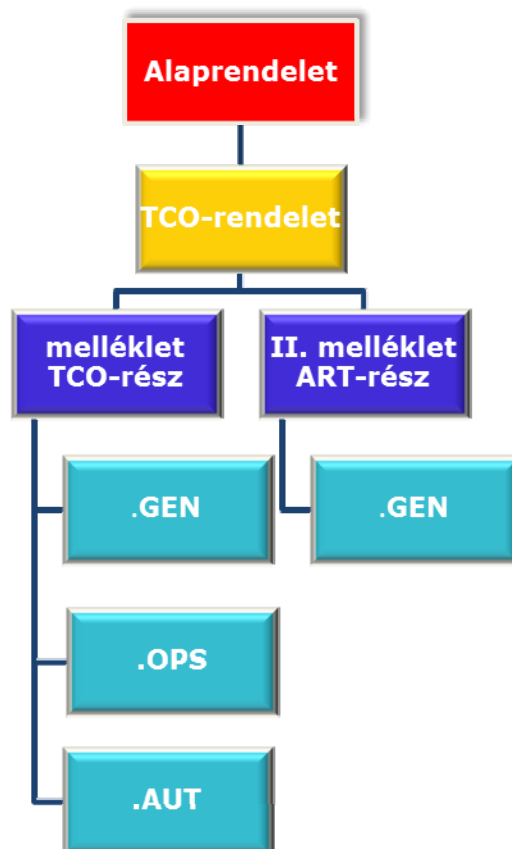 Alaprendelet
TCO-rendelet
melléklet
TCO-rész
II. melléklet
ART-rész
.GEN
.GEN
.OPS
.AUT